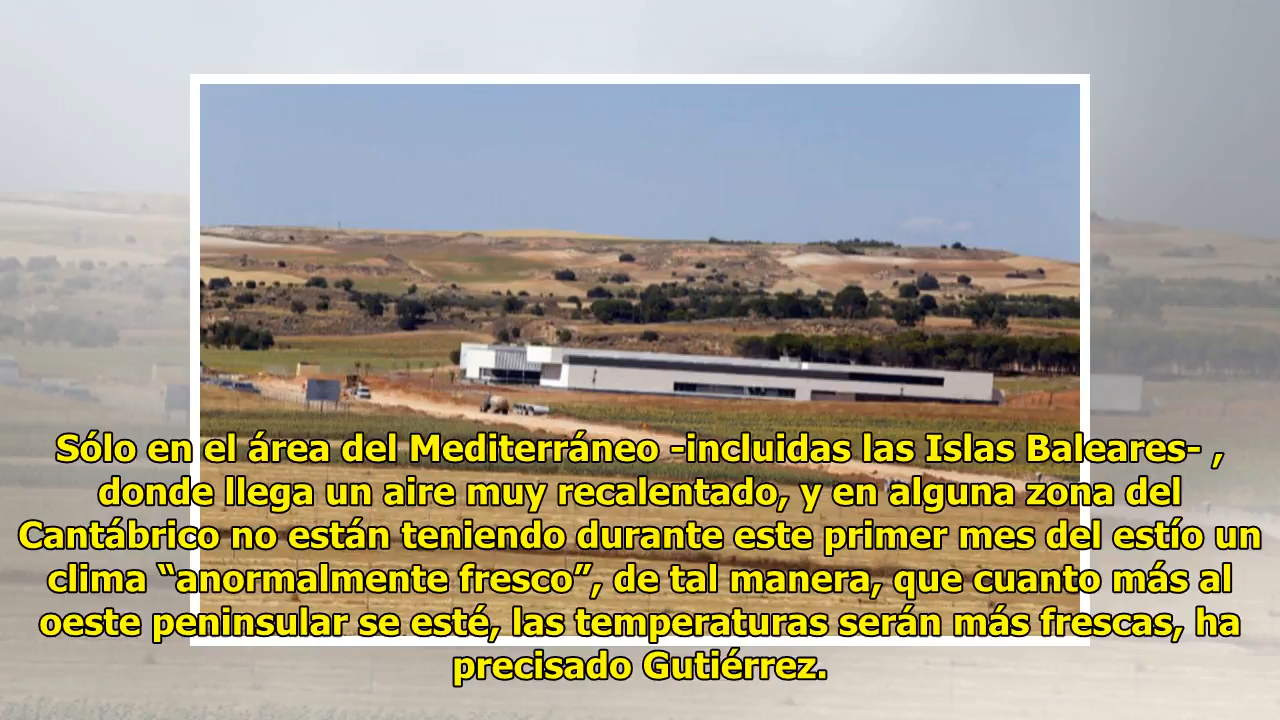 Sólo en el área del Mediterráneo -incluidas las Islas Baleares- ,
donde llega un aire muy recalentado, y en alguna zona del
Cantábrico no están teniendo durante este primer mes del estío un
clima “anormalmente fresco”, de tal manera, que cuanto más al
oeste peninsular se esté, las temperaturas serán más frescas, ha
precisado Gutiérrez.